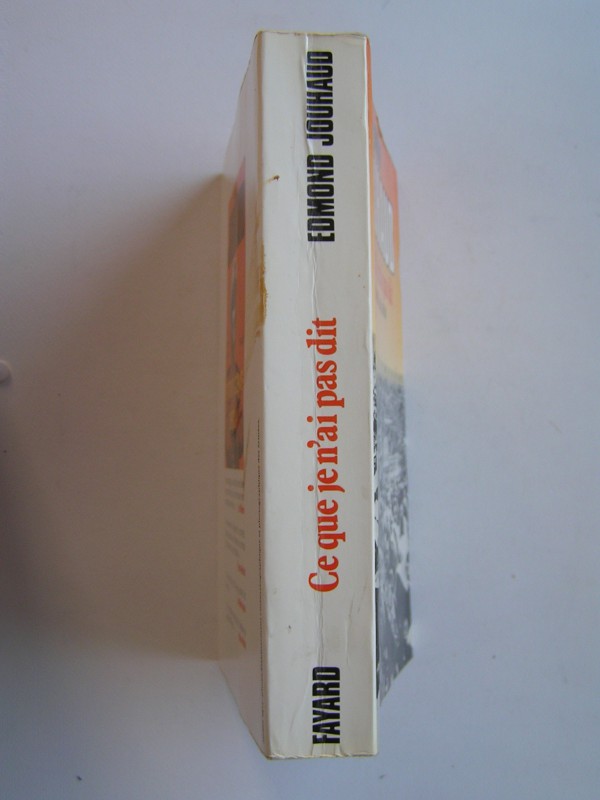 FAYARD
Ce que je n'ai pas dit
EDMOND JOUHAUD